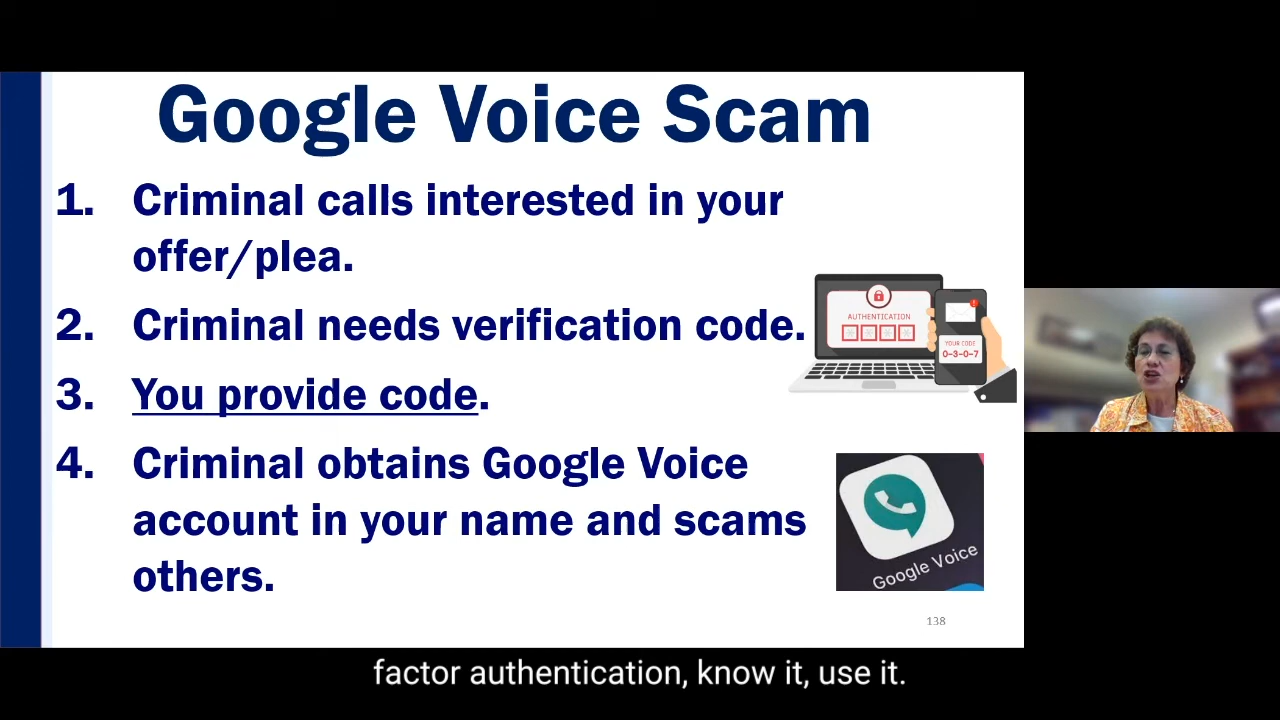 Google Voice Scam
1. Criminal calls interested in your
offer/plea.
2. Criminal needs verification code.
3. You provide code.
4. Criminal obtains Google Voice
account in your name and scams
others.
AUTHENTICATION
YOUR CODE
0-3-0-7
Google Voice
138
factor authentication, know it, use it.